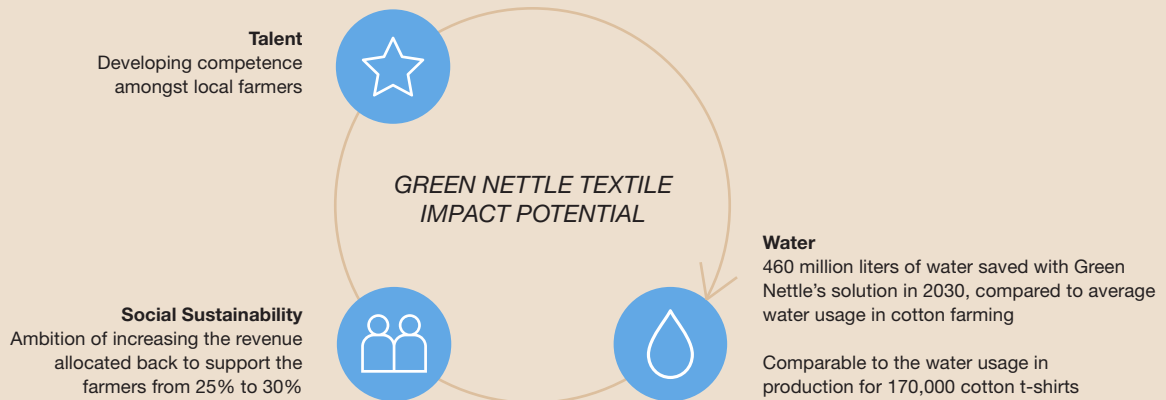 Talent
Developing competence
amongst local farmers
GREEN NETTLE TEXTILE
IMPACT POTENTIAL
Water
460 million liters of water saved with Green
Nettle’s solution in 2030, compared to average
water usage in cotton farming
Comparable to the water usage in
production for 170,000 cotton t-shirts
Social Sustainability
Ambition of increasing the revenue
allocated back to support the
farmers from 25% to 30%